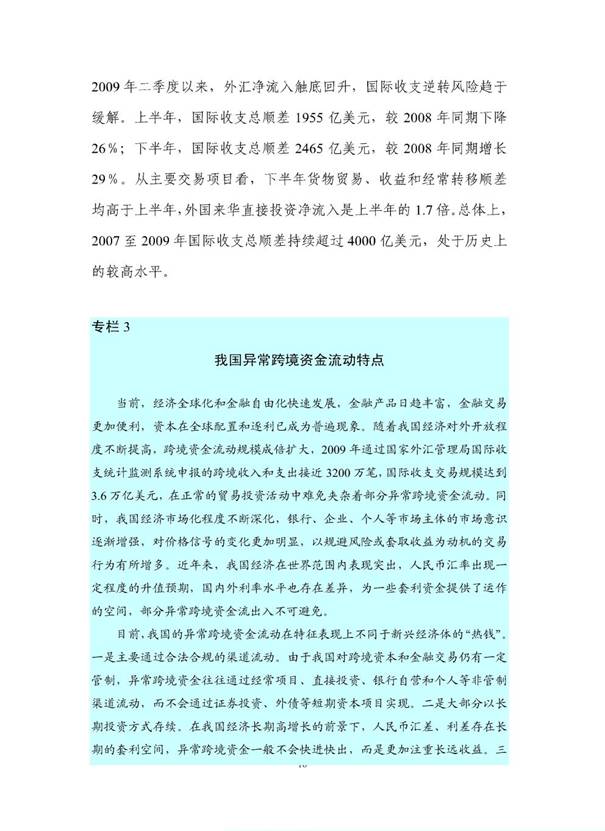 2009 年二季度以来，外汇净流入触底回升，国际收支逆转风险趋于
缓解。上半年，国际收支总顺差 1955 亿美元，较 2008 年同期下降
26％；下半年，国际收支总顺差 2465 亿美元，较 2008 年同期增长
29％。从主要交易项目看，下半年货物贸易、收益和经常转移顺差
均高于上半年，外国来华直接投资净流入是上半年的 1.7 倍。总体上，
2007 至 2009 年国际收支总顺差持续超过 4000 亿美元，处于历史上
的较高水平。
专栏 3
我国异常跨境资金流动特点
当前，经济全球化和金融自由化快速发展，金融产品日趋丰富，金融交易
更加便利，资本在全球配置和逐利已成为普遍现象。随着我国经济对外开放程
度不断提高，跨境资金流动规模成倍扩大，2009 年通过国家外汇管理局国际收
支统计监测系统申报的跨境收入和支出接近 3200 万笔，国际收支交易规模达到
3.6 万亿美元，在正常的贸易投资活动中难免夹杂着部分异常跨境资金流动。同
时，我国经济市场化程度不断深化，银行、企业、个人等市场主体的市场意识
逐渐增强，对价格信号的变化更加明显，以规避风险或套取收益为动机的交易
行为有所增多。近年来，我国经济在世界范围内表现突出，人民币汇率出现一
定程度的升值预期，国内外利率水平也存在差异，为一些套利资金提供了运作
的空间，部分异常跨境资金流出入不可避免。
目前，我国的异常跨境资金流动在特征表现上不同于新兴经济体的“热钱”。
一是主要通过合法合规的渠道流动。由于我国对跨境资本和金融交易仍有一定
管制，异常跨境资金往往通过经常项目、直接投资、银行自营和个人等非管制
渠道流动，而不会通过证券投资、外债等短期资本项目实现。二是大部分以长
期投资方式存续。在我国经济长期高增长的前景下，人民币汇差、利差存在长
期的套利空间，异常跨境资金一般不会快进快出，而是更加注重长远收益。三